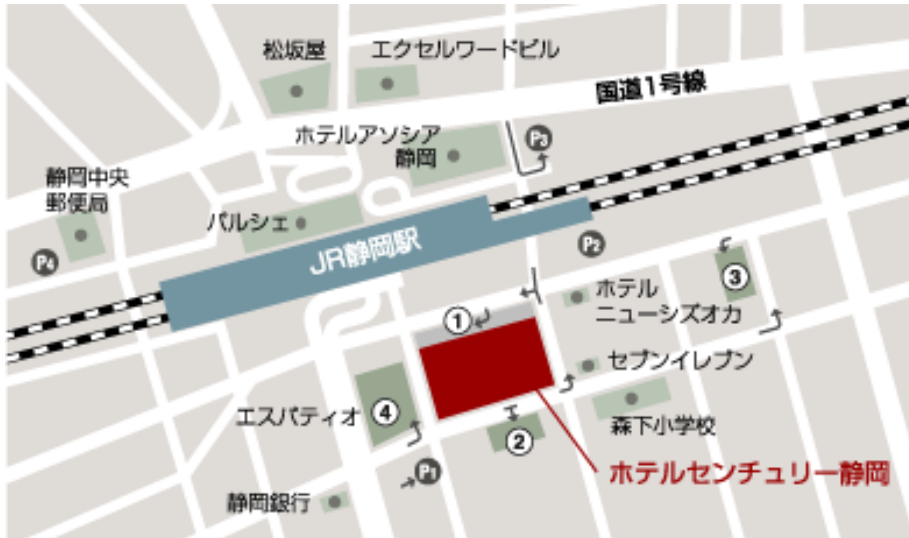 松坂屋
エクセルワードビル
国道1号線
ホテルアソシア
静岡
P3
静岡中央
郵便局
パルシェ
P4
JR静岡駅
P2
③
①
ホテル
ニューシズオカ
セブンイレブン
エスパティオ
④
②
森下小学校
P1
ホテルセンチュリー静岡
静岡銀行